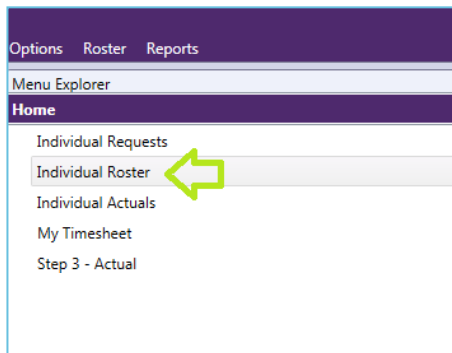 Options Roster Reports
Menu Explorer
Home
Individual Requests
Individual Roster
Individual Actuals
My Timesheet
Step 3 - Actual